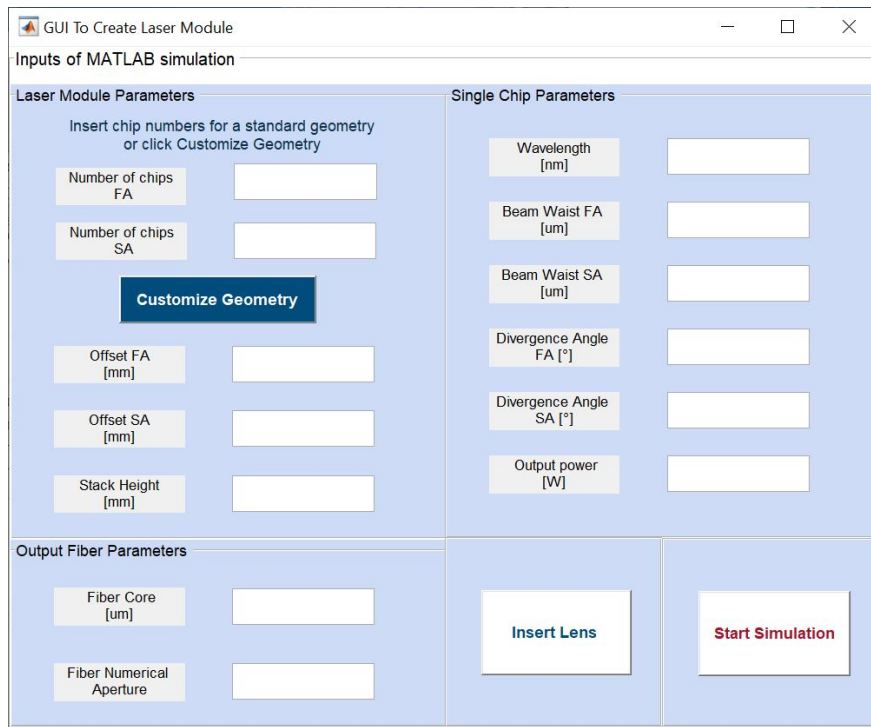 GUI To Create Laser Module
Inputs of MATLAB simulation
Laser Module Parameters
Insert chip numbers for a standard geometry
or click Customize Geometry
Number of chips
FA
Number of chips
SA
Customize Geometry
Offset FA
[mm]
Offset SA
[mm]
Stack Height
[mm]
Single Chip Parameters
Wavelength
[nm]
Beam Waist FA
[um]
Beam Waist SA
[um]
Divergence Angle
FA [°]
Divergence Angle
SA [°]
Output power
[W]
Output Fiber Parameters
Fiber Core
[um]
Fiber Numerical
Aperture
Insert Lens
Start Simulation